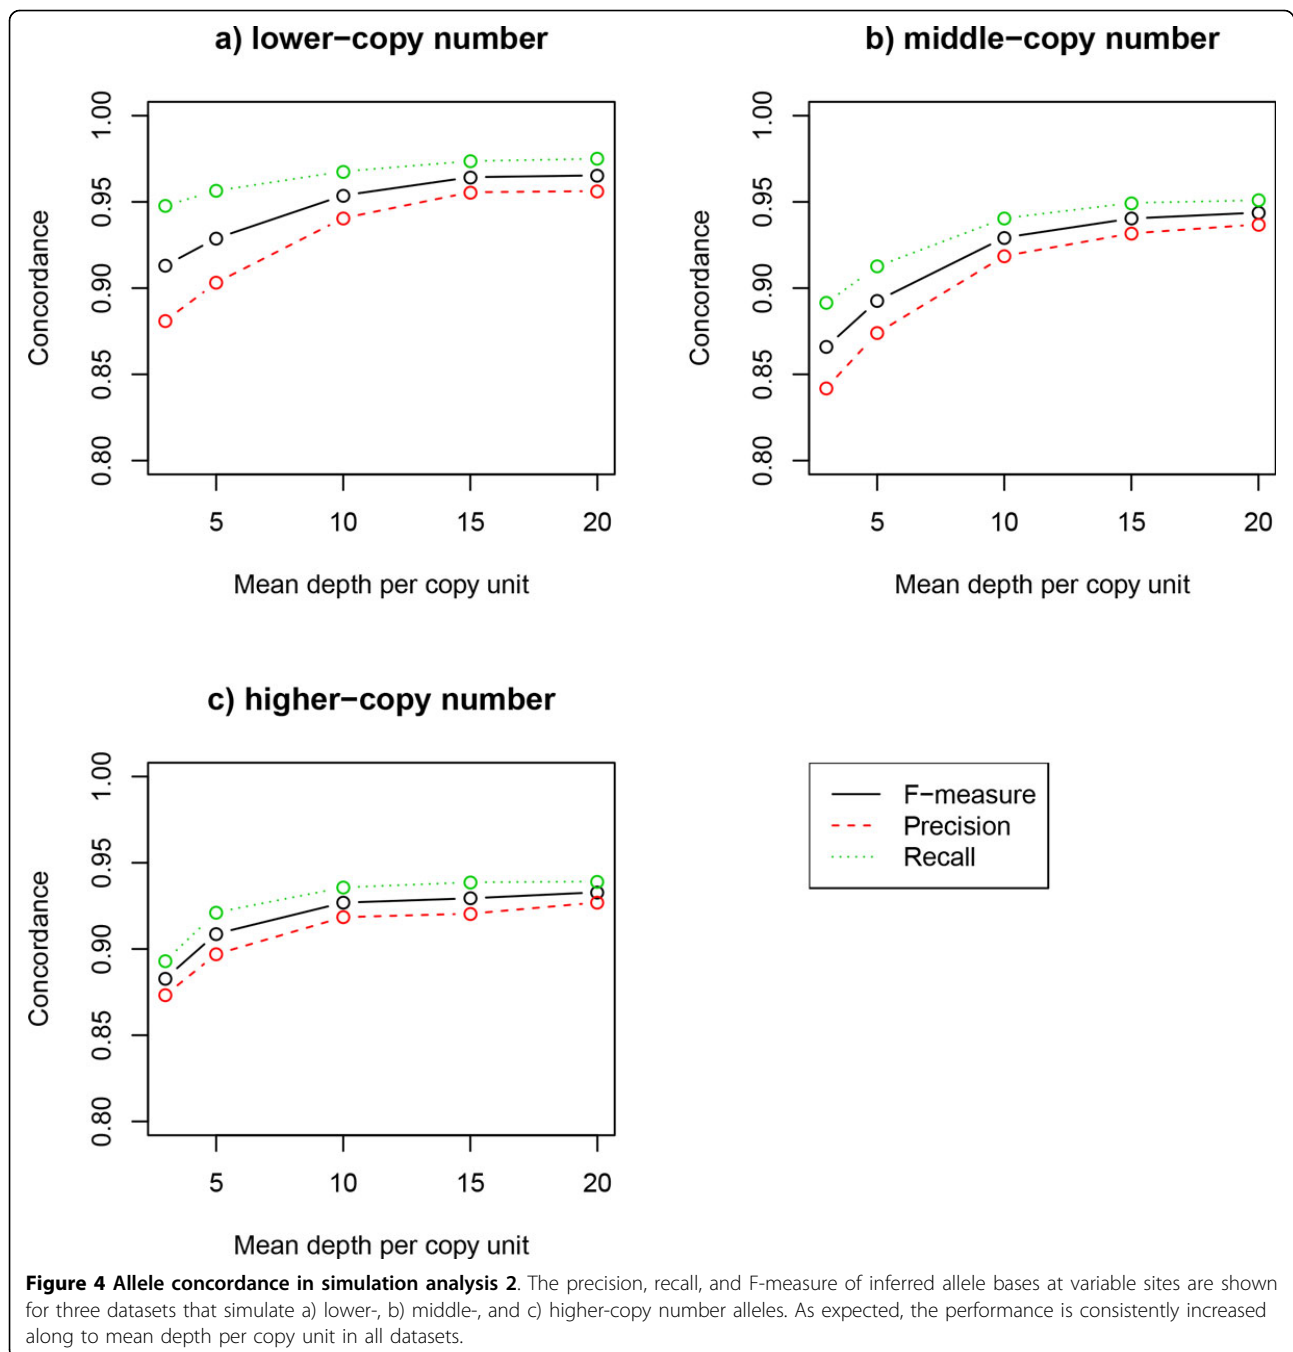 a) lower−copy number
1.00
0.95
0.90
0.85
0.80
Concordance
5 10 15 20
Mean depth per copy unit
b) middle−copy number
1.00
0.95
0.90
0.85
0.80
Concordance
5 10 15 20
Mean depth per copy unit
c) higher−copy number
1.00
0.95
0.90
0.85
0.80
Concordance
5 10 15 20
Mean depth per copy unit
F−measure
Precision
Recall
Figure 4 Allele concordance in simulation analysis 2. The precision, recall, and F-measure of inferred allele bases at variable sites are shown
for three datasets that simulate a) lower-, b) middle-, and c) higher-copy number alleles. As expected, the performance is consistently increased
along to mean depth per copy unit in all datasets.